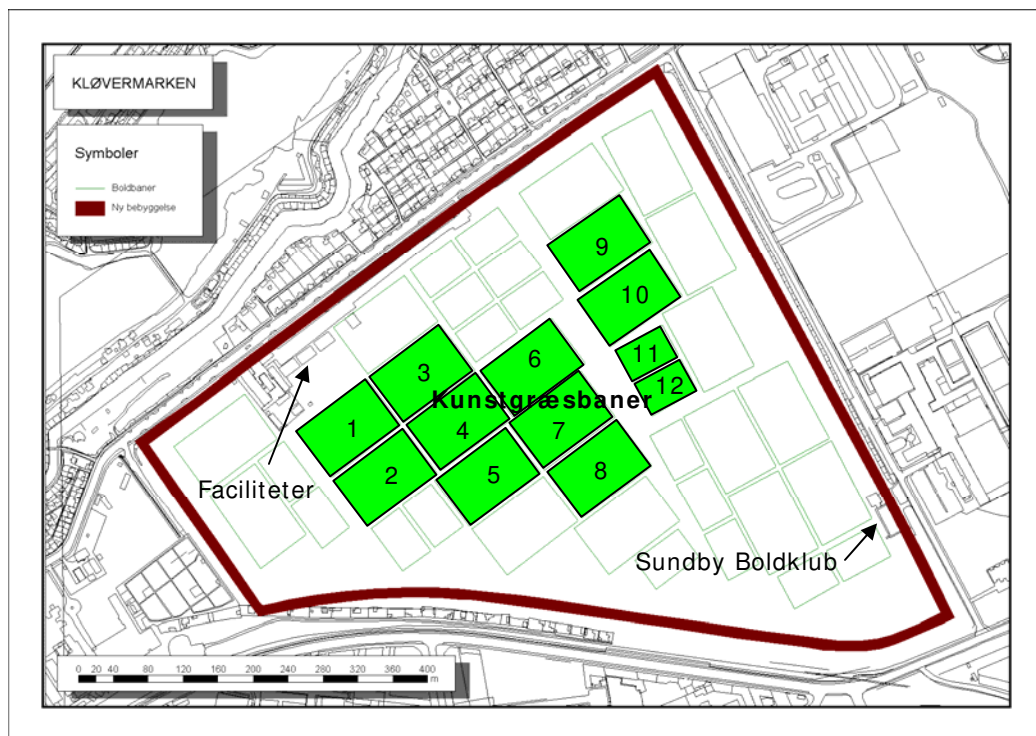 KLØVERMARKEN
Symboler
Boldbaner
Ny bebyggelse
9
10
11
12
3
6
Kunstgræsbaner
1
4
7
2
5
8
Faciliteter
Sundby Boldklub
0 20 40 80 120 160 200 240 280 320 360 400
m